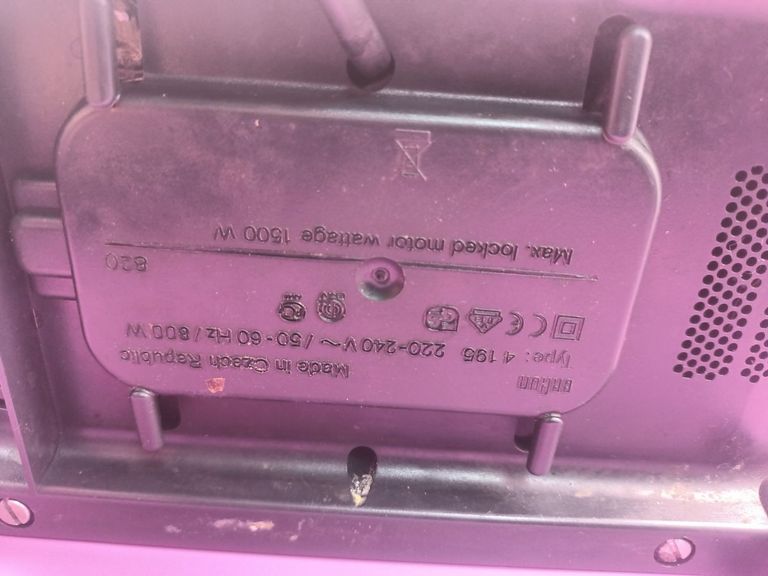 BRAUN Made in Czech Republic
Type: 4 195 220-240 V ~ / 50-60 Hz / 800 W
028
Max. locked motor wattage 1500 W